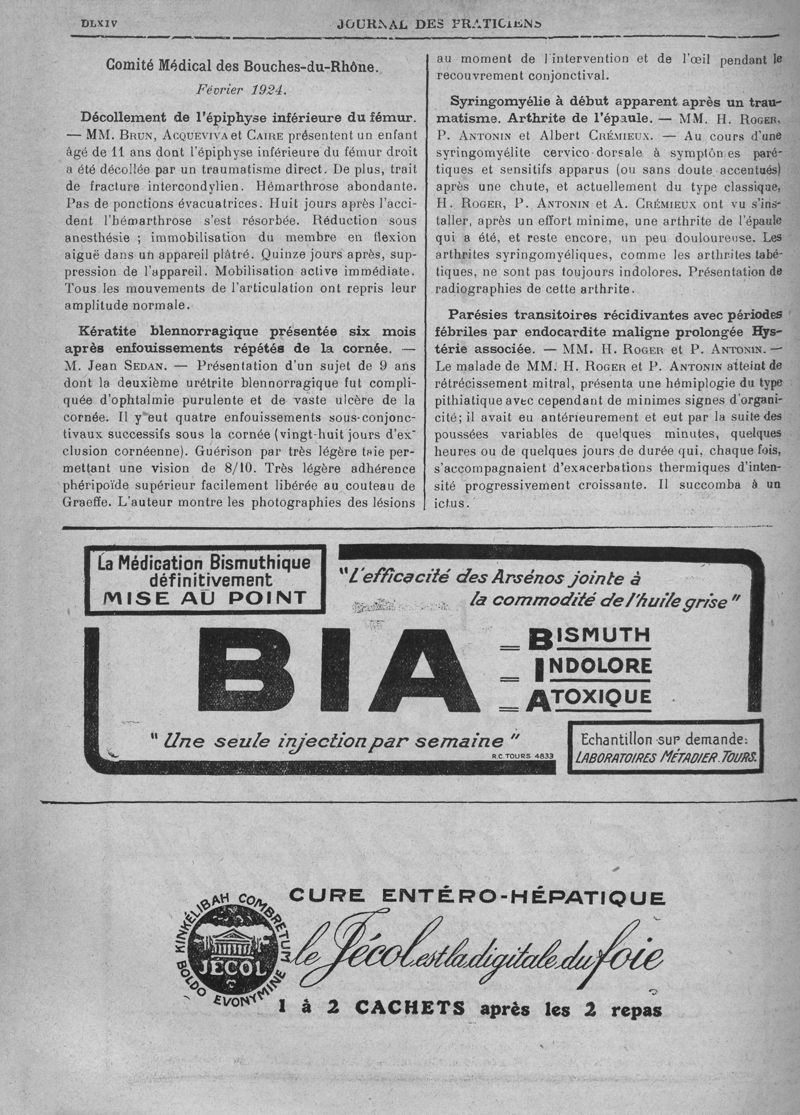 DLXIV
JOURNAL DES PRATICIENS
Comité Médical des Bouches-du-Rhône.
Février 1924.
Décollement de l'épiphyse inférieure du fémur.
— MM. BRUN, ACQUEVIVA et CAIRE présentent un enfant
âgé de 11 ans dont l'épiphyse inférieure du fémur droit
a été décollée par un traumatisme direct. De plus, trait
de fracture intercondylien. Hémarthrose abondante.
Pas de ponctions évacuatrices. Huit jours après l'acci-
dent l'hémarthrose s'est résorbée. Réduction sous
anesthésie ; immobilisation du membre en flexion
aiguë dans un appareil plâtré. Quinze jours après, sup-
pression de l'appareil. Mobilisation active immédiate.
Tous les mouvements de l'articulation ont repris leur
amplitude normale.
Kératite blennorragique présentée six mois
après enfouissements répétés de la cornée. —
M. Jean SEDAN. — Présentation d'un sujet de 9 ans
dont la deuxième urétrite blennorragique fut compli-
quée d'ophtalmie purulente et de vaste ulcère de la
cornée. Il y eut quatre enfouissements sous-conjonc-
tivaux successifs sous la cornée (vingt-huit jours d'ex-
clusion cornéenne). Guérison par très légère taie per-
mettant une vision de 8/10. Très légère adhérence
phéripoïde supérieur facilement libérée au couteau de
Graeffe. L'auteur montre les photographies des lésions
au moment de l'intervention et de l'œil pendant le
recouvrement conjonctival.
Syringomyélie à début apparent après un trau-
matisme. Arthrite de l'épaule. — MM. H. ROGER,
P. ANTONIN et Albert CRÉMIEUX. — Au cours d'une
syringomyélite cervico-dorsale à symptômes paré-
tiques et sensitifs apparus (ou sans doute accentués)
après une chute, et actuellement du type classique,
H. ROGER, P. ANTONIN et A. CRÉMIEUX ont vu s'ins-
taller, après un effort minime, une arthrite de l'épaule
qui a été, et reste encore, un peu douloureuse. Les
arthrites syringomyéliques, comme les arthrites tabé-
tiques, ne sont pas toujours indolores. Présentation de
radiographies de cette arthrite.
Parésies transitoires récidivantes avec périodes
fébriles par endocardite maligne prolongée Hys-
térie associée. — MM. H. ROGER et P. ANTONIN. —
Le malade de MM. H. ROGER et P. ANTONIN atteint de
rétrécissement mitral, présenta une hémiplogie du type
pithiatique avec cependant de minimes signes d'organi-
cité; il avait eu antérieurement et eut par la suite des
poussées variables de quelques minutes, quelques
heures ou de quelques jours de durée qui, chaque fois,
s'accompagnaient d'exacerbations thermiques d'inten-
sité progressivement croissante. Il succomba à un
ictus.
La Médication Bismuthique
définitivement
MISE AU POINT
"L'efficacité des Arsénos jointe à
la commodité de l'huile grise"
BIA
= BISMUTH
= INDOLORE
= ATOXIQUE
"Une seule injection par semaine"
R.C. TOURS 4833
Echantillon sur demande:
LABORATOIRES MÉTADIER. TOURS.
KINKÉLIBAH COMBRETUM
BOLDO EVONYMINE
JÉCOL
CURE ENTÉRO-HÉPATIQUE
le Jécol est la digitale du foie
1 à 2 CACHETS après les 2 repas